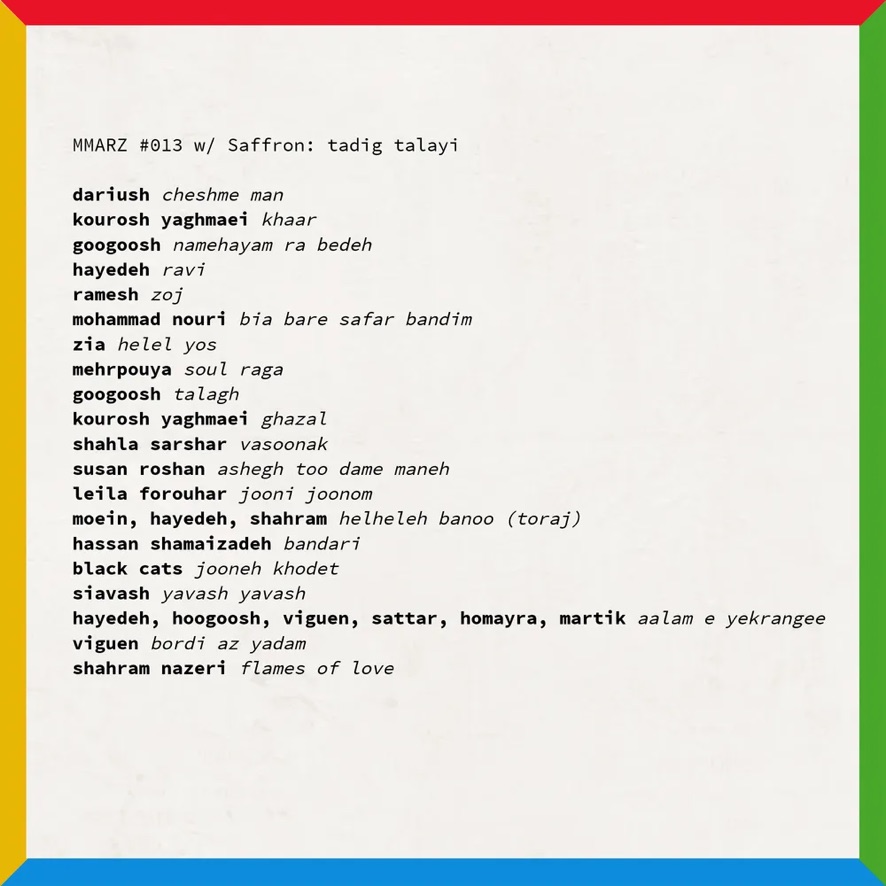 MMARZ #013 w/ Saffron: tadig talayi
dariush cheshme man
kourosh yaghmaei khaar
googoosh namehayam ra bedeh
hayedeh ravi
ramesh zoj
mohammad nouri bia bare safar bandim
zia helel yos
mehrpouya soul raga
googoosh talagh
kourosh yaghmaei ghazal
shahla sarshar vasoonak
susan roshan ashegh too dame maneh
leila forouhar jooni joonom
moein, hayedeh, shahram helheleh banoo (toraj)
hassan shamaizadeh bandari
black cats jooneh khodet
siavash yavash yavash
hayedeh, hoogoosh, viguen, sattar, homayra, martik aalam e yekrangee
viguen bordi az yadam
shahram nazeri flames of love